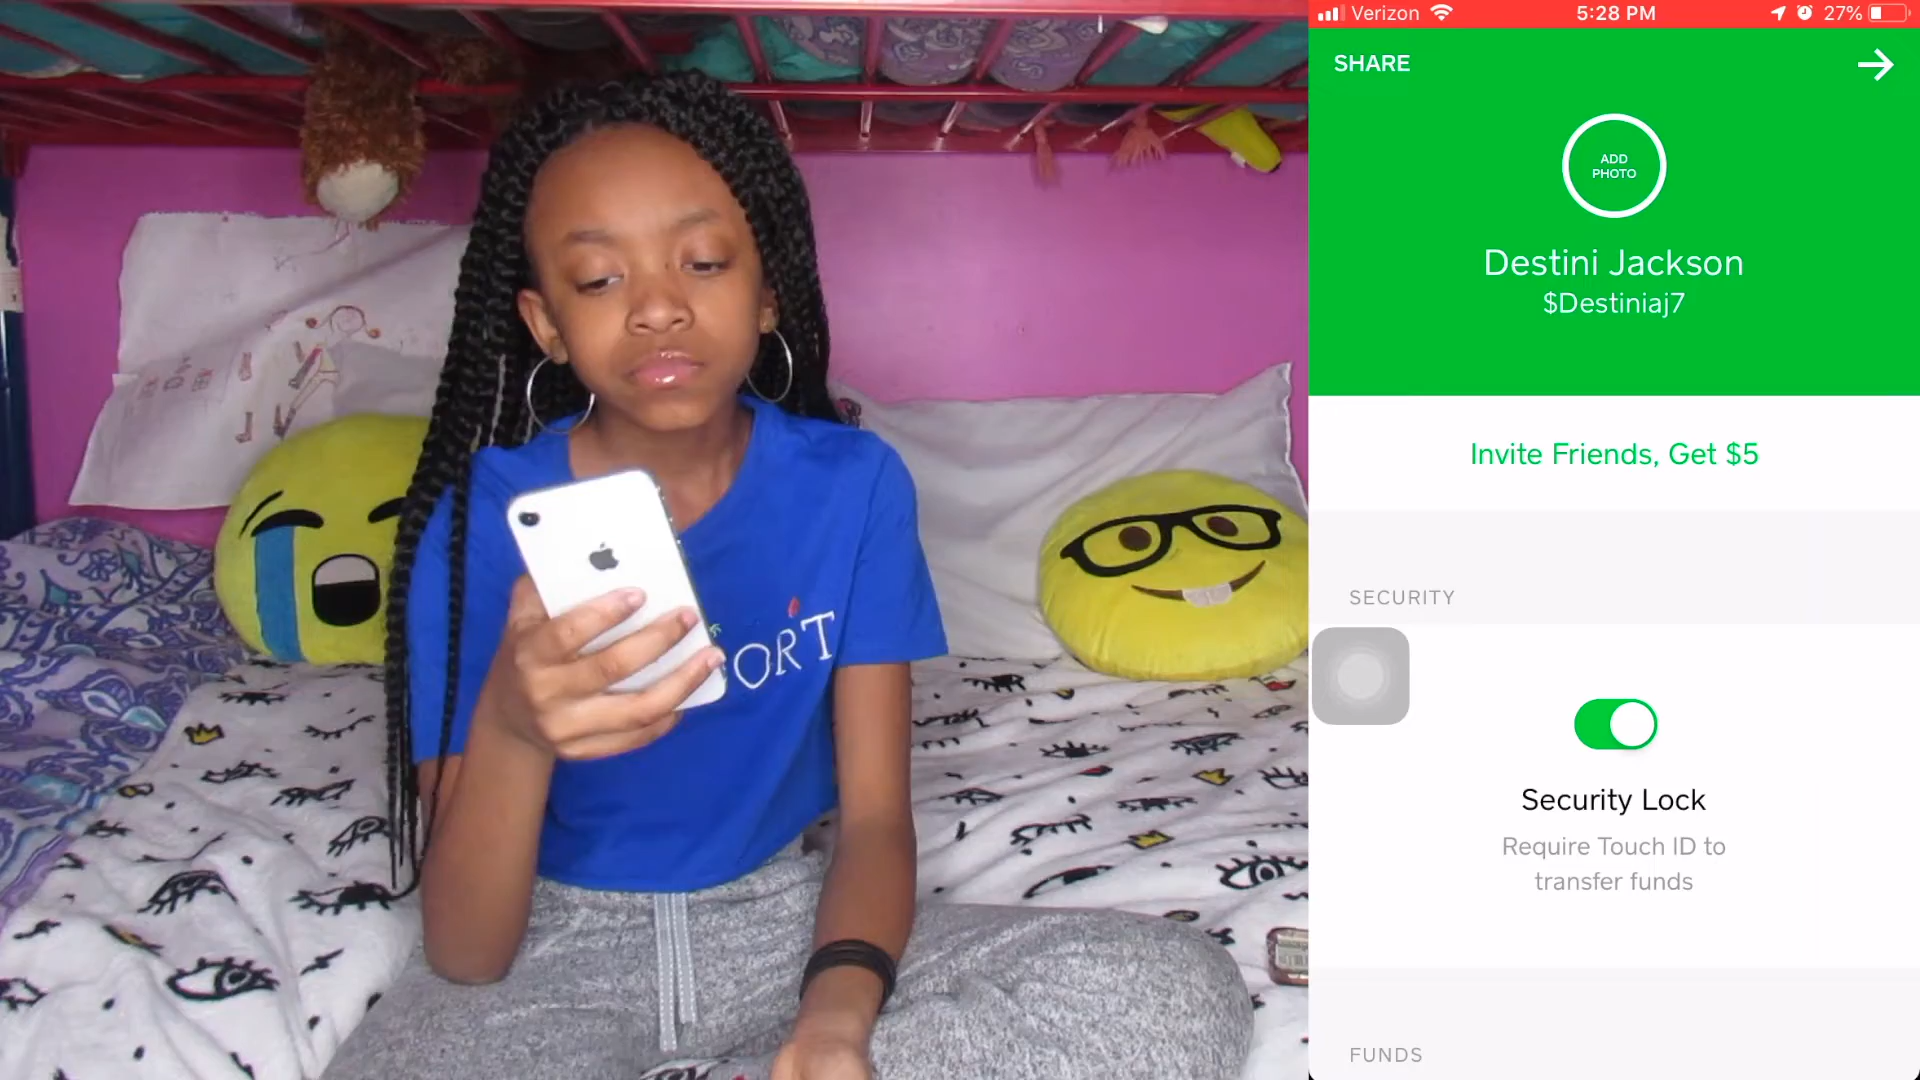 Verizon 5:28 PM 27%
SHARE
ADD
PHOTO
Destini Jackson
$Destiniaj7
Invite Friends, Get $5
SECURITY
Security Lock
Require Touch ID to
transfer funds
FUNDS
ORT